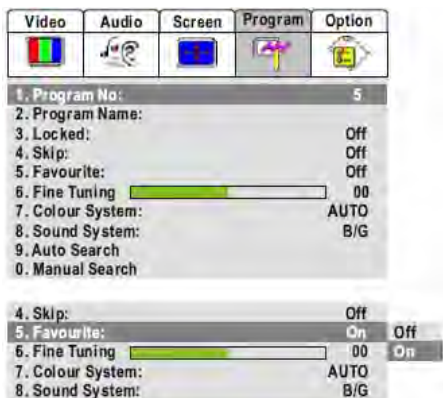 Video Audio Screen Program Option
1. Program No: 5
2. Program Name:
3. Locked: Off
4. Skip: Off
5. Favourite: Off
6. Fine Tuning 00
7. Colour System: AUTO
8. Sound System: B/G
9. Auto Search
0. Manual Search
4. Skip: Off
5. Favourite: On Off
6. Fine Tuning 00 On
7. Colour System: AUTO
8. Sound System: B/G